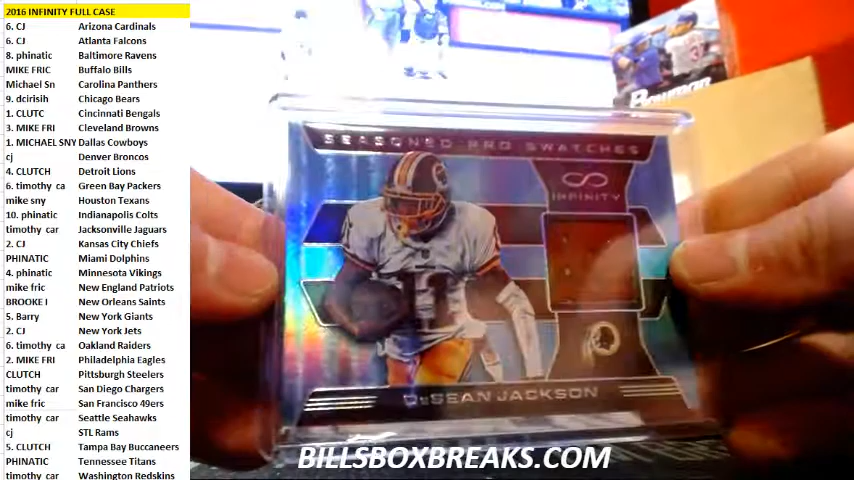 2016 INFINITY FULL CASE
6. CJ Arizona Cardinals
6. CJ Atlanta Falcons
8. phinatic Baltimore Ravens
MIKE FRIC Buffalo Bills
Michael Sn Carolina Panthers
9. dcirisih Chicago Bears
1. CLUTC Cincinnati Bengals
3. MIKE FRI Cleveland Browns
1. MICHAEL SNY Dallas Cowboys
cj Denver Broncos
4. CLUTCH Detroit Lions
6. timothy ca Green Bay Packers
mike sny Houston Texans
10. phinatic Indianapolis Colts
timothy car Jacksonville Jaguars
2. CJ Kansas City Chiefs
PHINATIC Miami Dolphins
4. phinatic Minnesota Vikings
mike fric New England Patriots
BROOKE I New Orleans Saints
5. Barry New York Giants
2. CJ New York Jets
6. timothy ca Oakland Raiders
2. MIKE FRI Philadelphia Eagles
CLUTCH Pittsburgh Steelers
timothy car San Diego Chargers
mike fric San Francisco 49ers
timothy car Seattle Seahawks
cj STL Rams
5. CLUTCH Tampa Bay Buccaneers
PHINATIC Tennessee Titans
timothy car Washington Redskins
SEASONED PRO SWATCHES
INFINITY
11
DeSEAN JACKSON
BILLSBOXBREAKS.COM